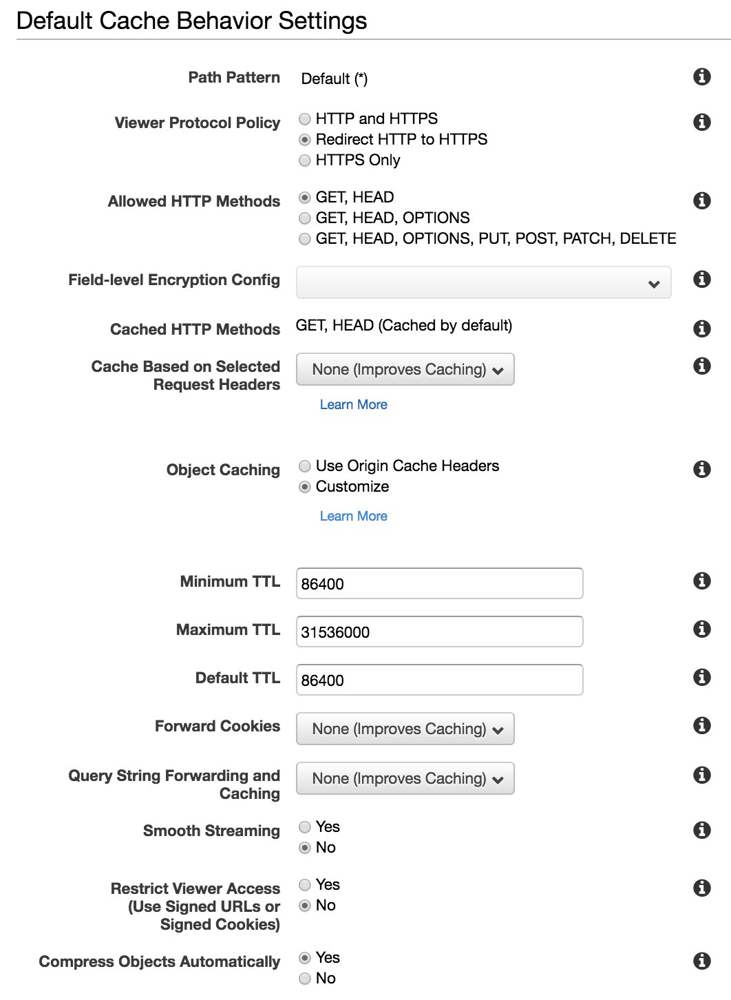 Default Cache Behavior Settings
Path Pattern Default (*)
Viewer Protocol Policy HTTP and HTTPS
Redirect HTTP to HTTPS
HTTPS Only
Allowed HTTP Methods GET, HEAD
GET, HEAD, OPTIONS
GET, HEAD, OPTIONS, PUT, POST, PATCH, DELETE
Field-level Encryption Config
Cached HTTP Methods GET, HEAD (Cached by default)
Cache Based on Selected
Request Headers
None (Improves Caching)
Learn More
Object Caching Use Origin Cache Headers
Customize
Learn More
Minimum TTL 86400
Maximum TTL 31536000
Default TTL 86400
Forward Cookies None (Improves Caching)
Query String Forwarding and
Caching
None (Improves Caching)
Smooth Streaming Yes
No
Restrict Viewer Access
(Use Signed URLs or
Signed Cookies)
Yes
No
Compress Objects Automatically Yes
No